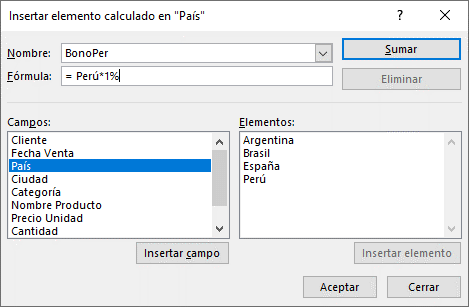 Insertar elemento calculado en "País"
Nombre: BonoPer Sumar
Fórmula: = Perú*1% Eliminar
Campos:
Cliente
Fecha Venta
País
Ciudad
Categoría
Nombre Producto
Precio Unidad
Cantidad
Insertar campo
Elementos:
Argentina
Brasil
España
Perú
Insertar elemento
Aceptar Cerrar